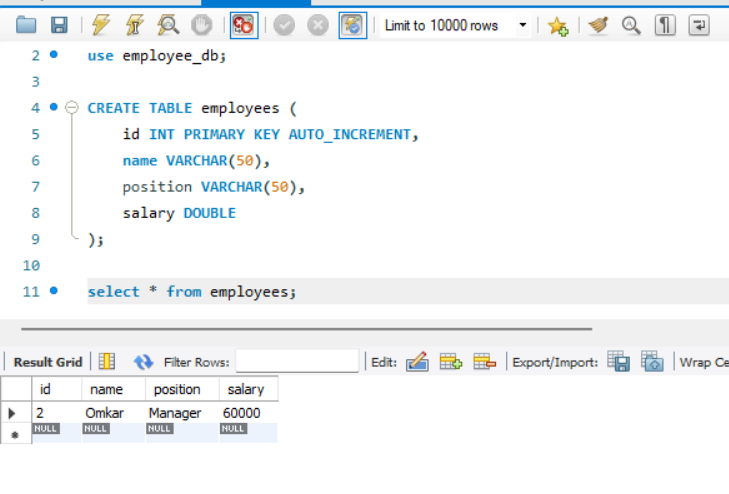 Limit to 10000 rows
2 use employee_db;
3
4 CREATE TABLE employees (
5 id INT PRIMARY KEY AUTO_INCREMENT,
6 name VARCHAR(50),
7 position VARCHAR(50),
8 salary DOUBLE
9 );
10
11 select * from employees;
Result Grid Filter Rows: Edit: Export/Import: Wrap Ce
id name position salary
2 Omkar Manager 60000
NULL NULL NULL NULL